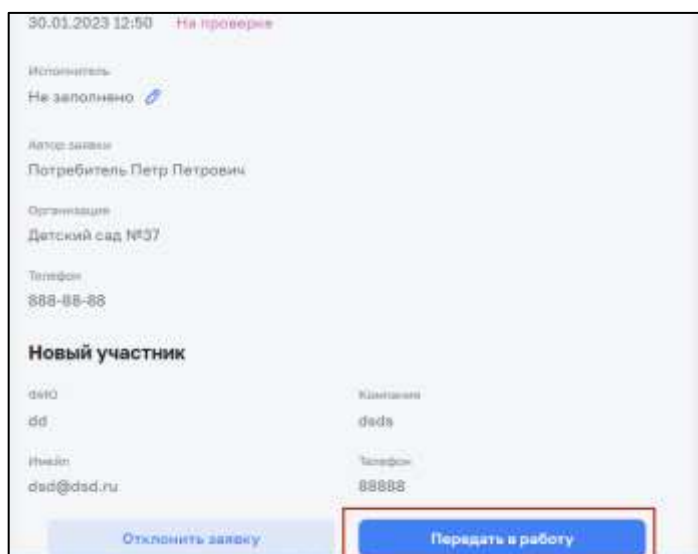 30.01.2023 12:50 На проверке
Исполнитель
Не заполнено
Автор заявки
Потребитель Петр Петрович
Организация
Детский сад №37
Телефон
888-88-88
Новый участник
ФИО Компания
dd dsds
Имейл Телефон
dsd@dsd.ru 88888
Отклонить заявку Передать в работу